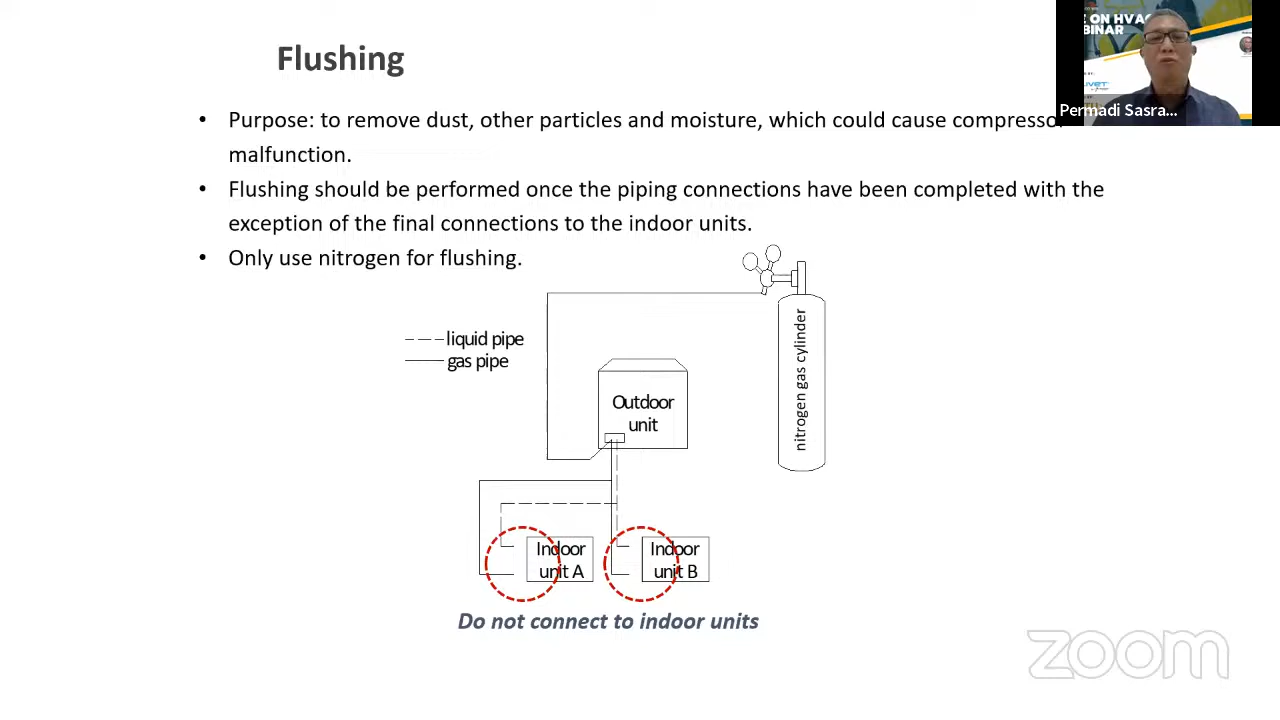 Flushing
• Purpose: to remove dust, other particles and moisture, which could cause compressor
malfunction.
• Flushing should be performed once the piping connections have been completed with the
exception of the final connections to the indoor units.
• Only use nitrogen for flushing.
liquid pipe
gas pipe
Outdoor
unit
nitrogen gas cylinder
Indoor
unit A
Indoor
unit B
Do not connect to indoor units
ON HVAC
BINAR
Permadi Sasra...
zoom